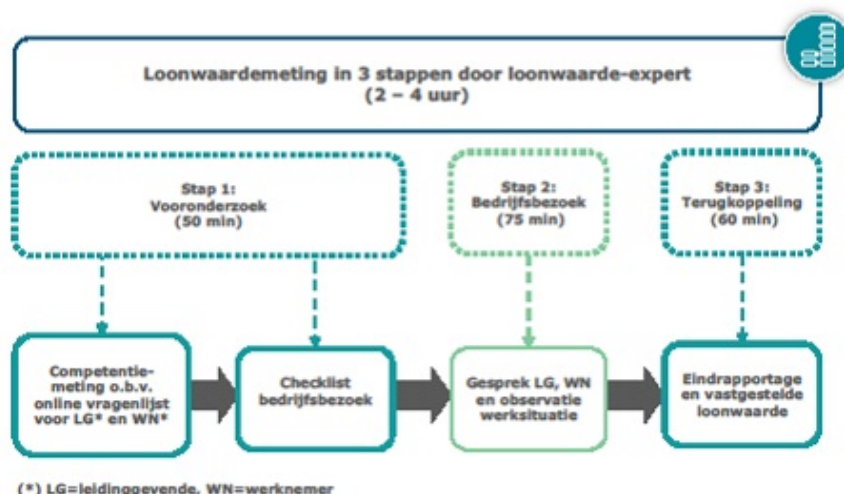 Loonwaardemeting in 3 stappen door loonwaarde-expert
(2 – 4 uur)
Stap 1:
Vooronderzoek
(50 min)
Stap 2:
Bedrijfsbezoek
(75 min)
Stap 3:
Terugkoppeling
(60 min)
Competentie-
meting o.b.v.
online vragenlijst
voor LG* en WN*
Checklist
bedrijfsbezoek
Gesprek LG, WN
en observatie
werksituatie
Eindrapportage
en vastgestelde
loonwaarde
(*) LG=leidinggevende, WN=werknemer